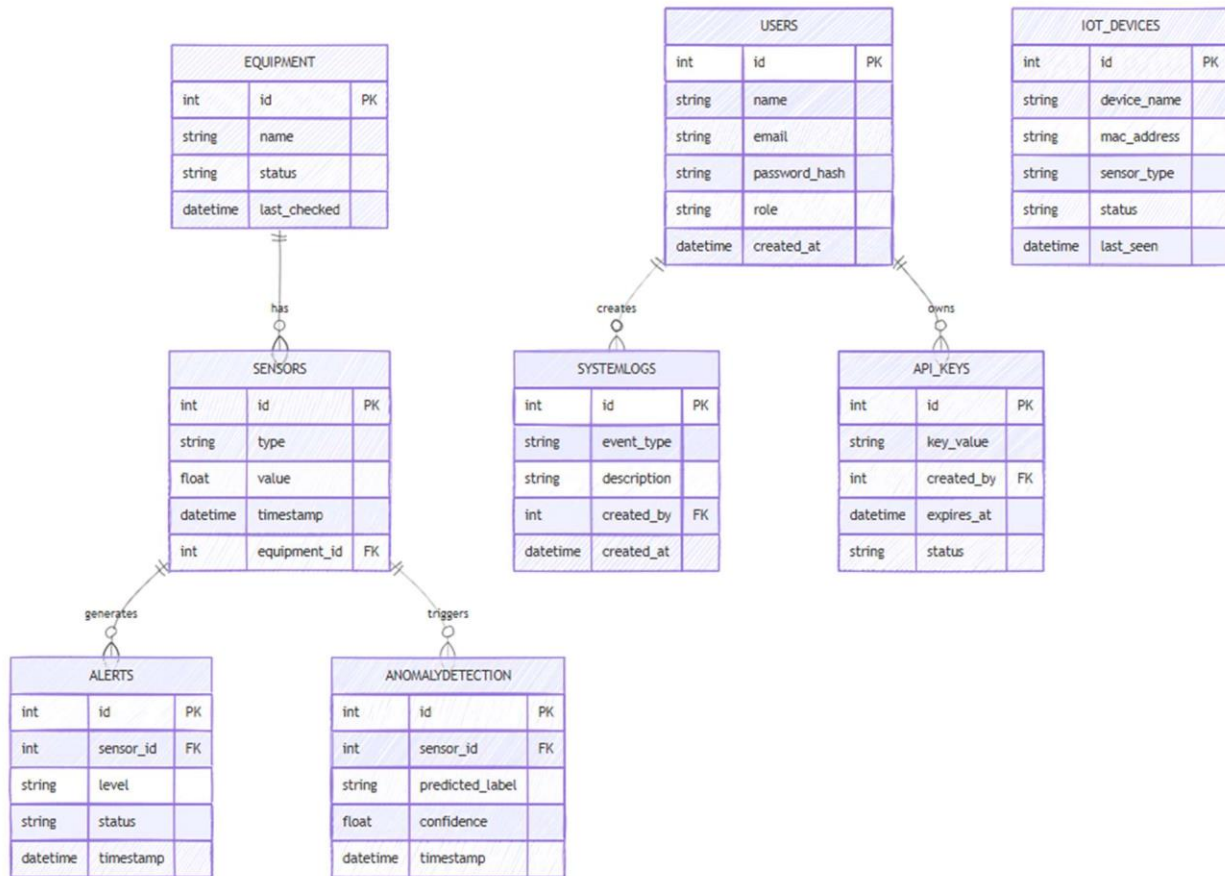 EQUIPMENT
int id PK
string name
string status
datetime last_checked
USERS
int id PK
string name
string email
string password_hash
string role
datetime created_at
IOT_DEVICES
int id PK
string device_name
string mac_address
string sensor_type
string status
datetime last_seen
has
creates
owns
SENSORS
int id PK
string type
float value
datetime timestamp
int equipment_id FK
SYSTEMLOGS
int id PK
string event_type
string description
int created_by FK
datetime created_at
API_KEYS
int id PK
string key_value
int created_by FK
datetime expires_at
string status
generates
triggers
ALERTS
int id PK
int sensor_id FK
string level
string status
datetime timestamp
ANOMALYDETECTION
int id PK
int sensor_id FK
string predicted_label
float confidence
datetime timestamp